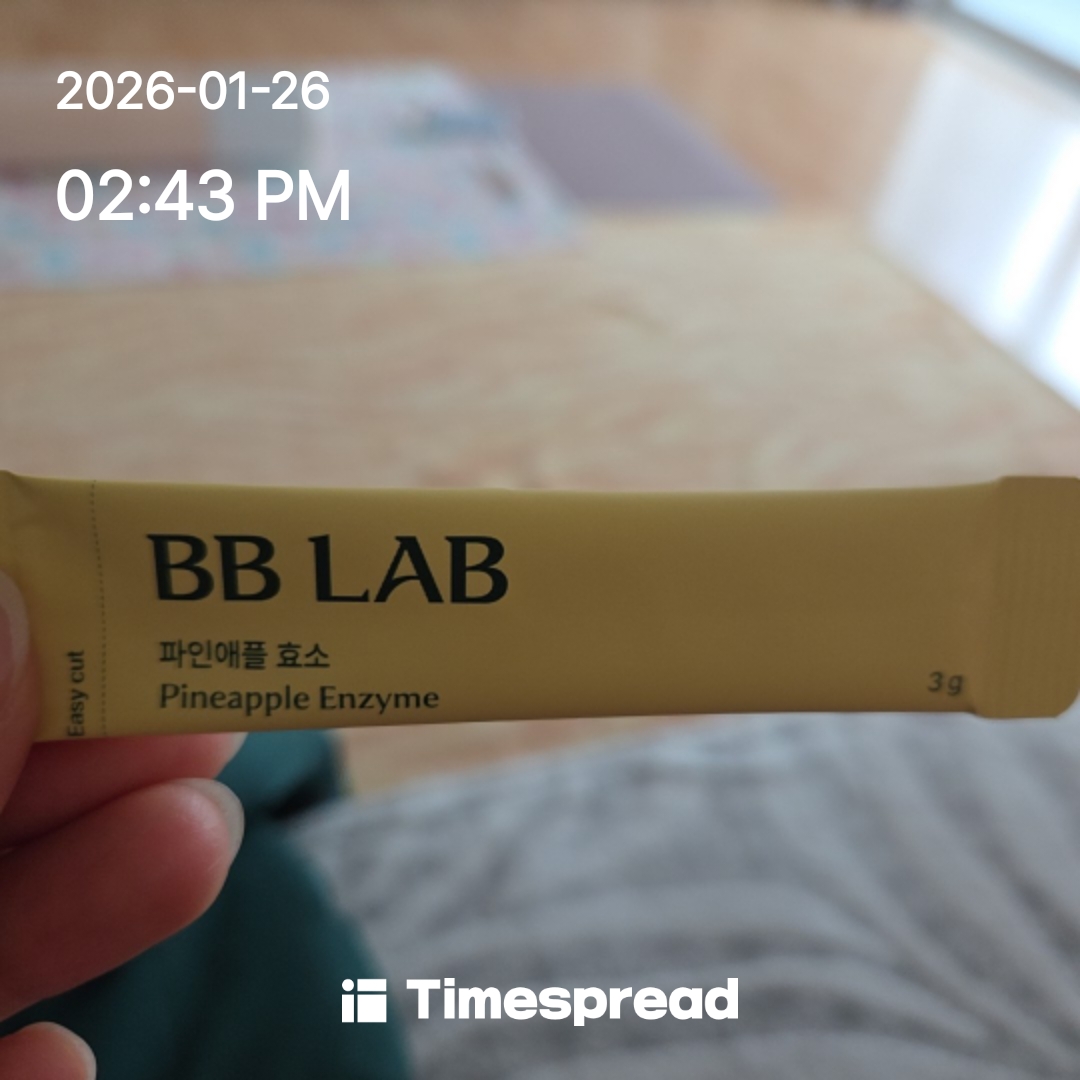 2026-01-26
02:43 PM
BB LAB
파인애플 효소
Pineapple Enzyme
Easy cut
3 g
Timespread